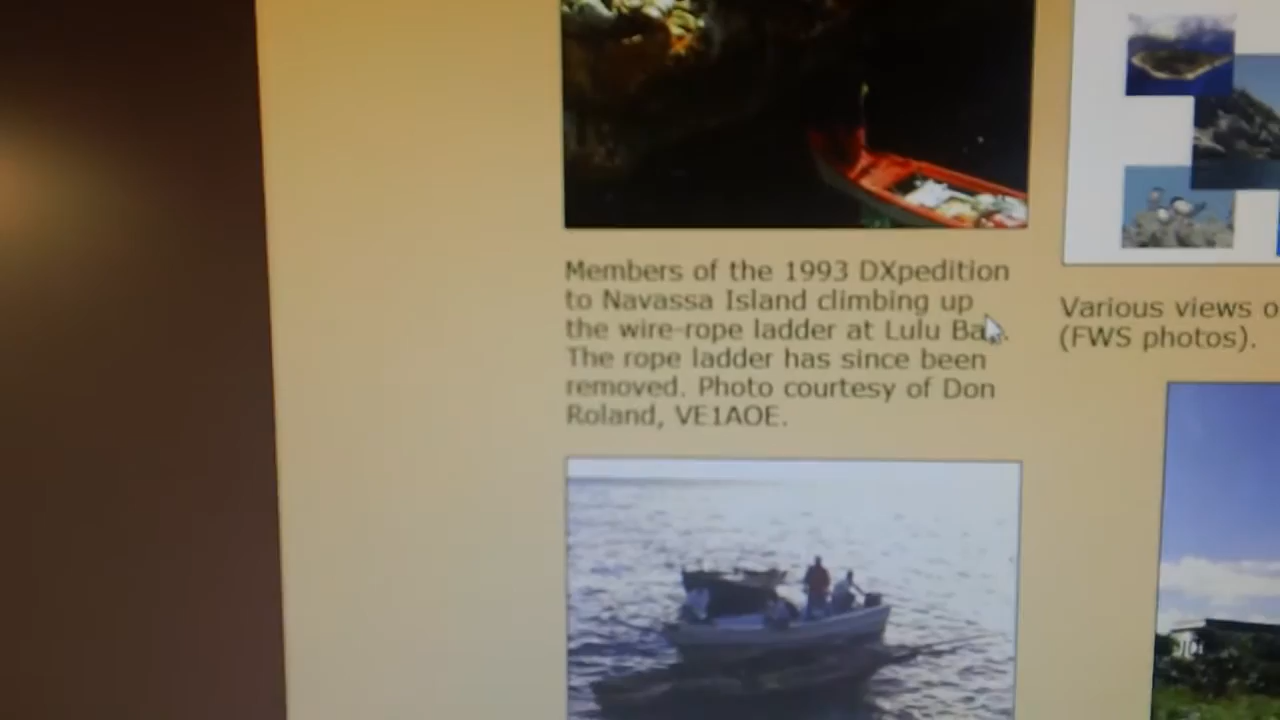 Members of the 1993 DXpedition
to Navassa Island climbing up
the wire-rope ladder at Lulu Ba
The rope ladder has since been
removed. Photo courtesy of Don
Roland, VE1AOE.
Various views o
(FWS photos).